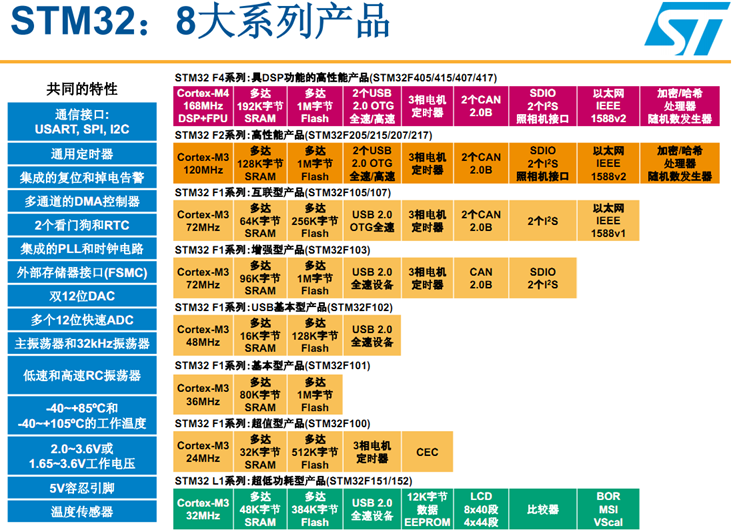 STM32：8大系列产品
ST
共同的特性
通信接口:
USART, SPI, I2C
通用定时器
集成的复位和掉电告警
多通道的DMA控制器
2个看门狗和RTC
集成的PLL和时钟电路
外部存储器接口(FSMC)
双12位DAC
多个12位快速ADC
主振荡器和32kHz振荡器
低速和高速RC振荡器
-40~+85ºC和
-40~+105ºC的工作温度
2.0~3.6V或
1.65~3.6V工作电压
5V容忍引脚
温度传感器
STM32 F4系列:具DSP功能的高性能产品(STM32F405/415/407/417)
Cortex-M4
168MHz
DSP+FPU
多达
192K字节
SRAM
多达
1M字节
Flash
2个USB
2.0 OTG
全速/高速
3相电机
定时器
2个CAN
2.0B
SDIO
2个I²S
照相机接口
以太网
IEEE
1588v2
加密/哈希
处理器
随机数发生器
STM32 F2系列:高性能产品(STM32F205/215/207/217)
Cortex-M3
120MHz
多达
128K字节
SRAM
多达
1M字节
Flash
2个USB
2.0 OTG
全速/高速
3相电机
定时器
2个CAN
2.0B
SDIO
2个I²S
照相机接口
以太网
IEEE
1588v2
加密/哈希
处理器
随机数发生器
STM32 F1系列:互联型产品(STM32F105/107)
Cortex-M3
72MHz
多达
64K字节
SRAM
多达
256K字节
Flash
USB 2.0
OTG全速
3相电机
定时器
2个CAN
2.0B
2个I²S
以太网
IEEE
1588v1
STM32 F1系列:增强型产品(STM32F103)
Cortex-M3
72MHz
多达
96K字节
SRAM
多达
1M字节
Flash
USB 2.0
全速设备
3相电机
定时器
CAN
2.0B
SDIO
2个I²S
STM32 F1系列:USB基本型产品(STM32F102)
Cortex-M3
48MHz
多达
16K字节
SRAM
多达
128K字节
Flash
USB 2.0
全速设备
STM32 F1系列:基本型产品(STM32F101)
Cortex-M3
36MHz
多达
80K字节
SRAM
多达
1M字节
Flash
STM32 F1系列:超值型产品(STM32F100)
Cortex-M3
24MHz
多达
32K字节
SRAM
多达
512K字节
Flash
3相电机
定时器
CEC
STM32 L1系列:超低功耗型产品(STM32F151/152)
Cortex-M3
32MHz
多达
48K字节
SRAM
多达
384K字节
Flash
USB 2.0
全速设备
12K字节
数据
EEPROM
LCD
8x40段
4x44段
比较器
BOR
MSI
VScal